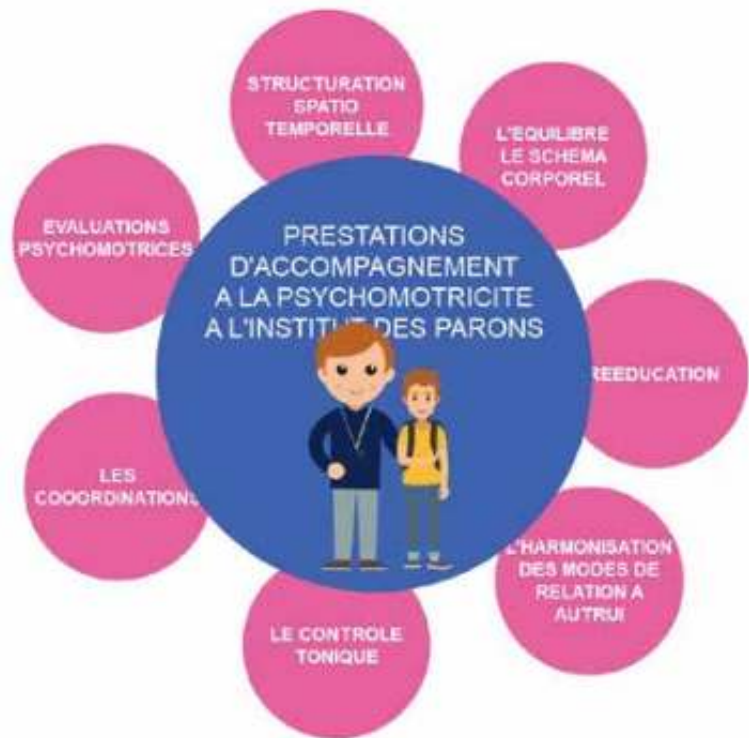 STRUCTURATION
SPATIO
TEMPORELLE
L'EQUILIBRE
LE SCHEMA
CORPOREL
EVALUATIONS
PSYCHOMOTRICES
PRESTATIONS
D'ACCOMPAGNEMENT
A LA PSYCHOMOTRICITE
A L'INSTITUT DES PARONS
REEDUCATION
LES
COOORDINATIONS
L'HARMONISATION
DES MODES DE
RELATION A
AUTRUI
LE CONTROLE
TONIQUE